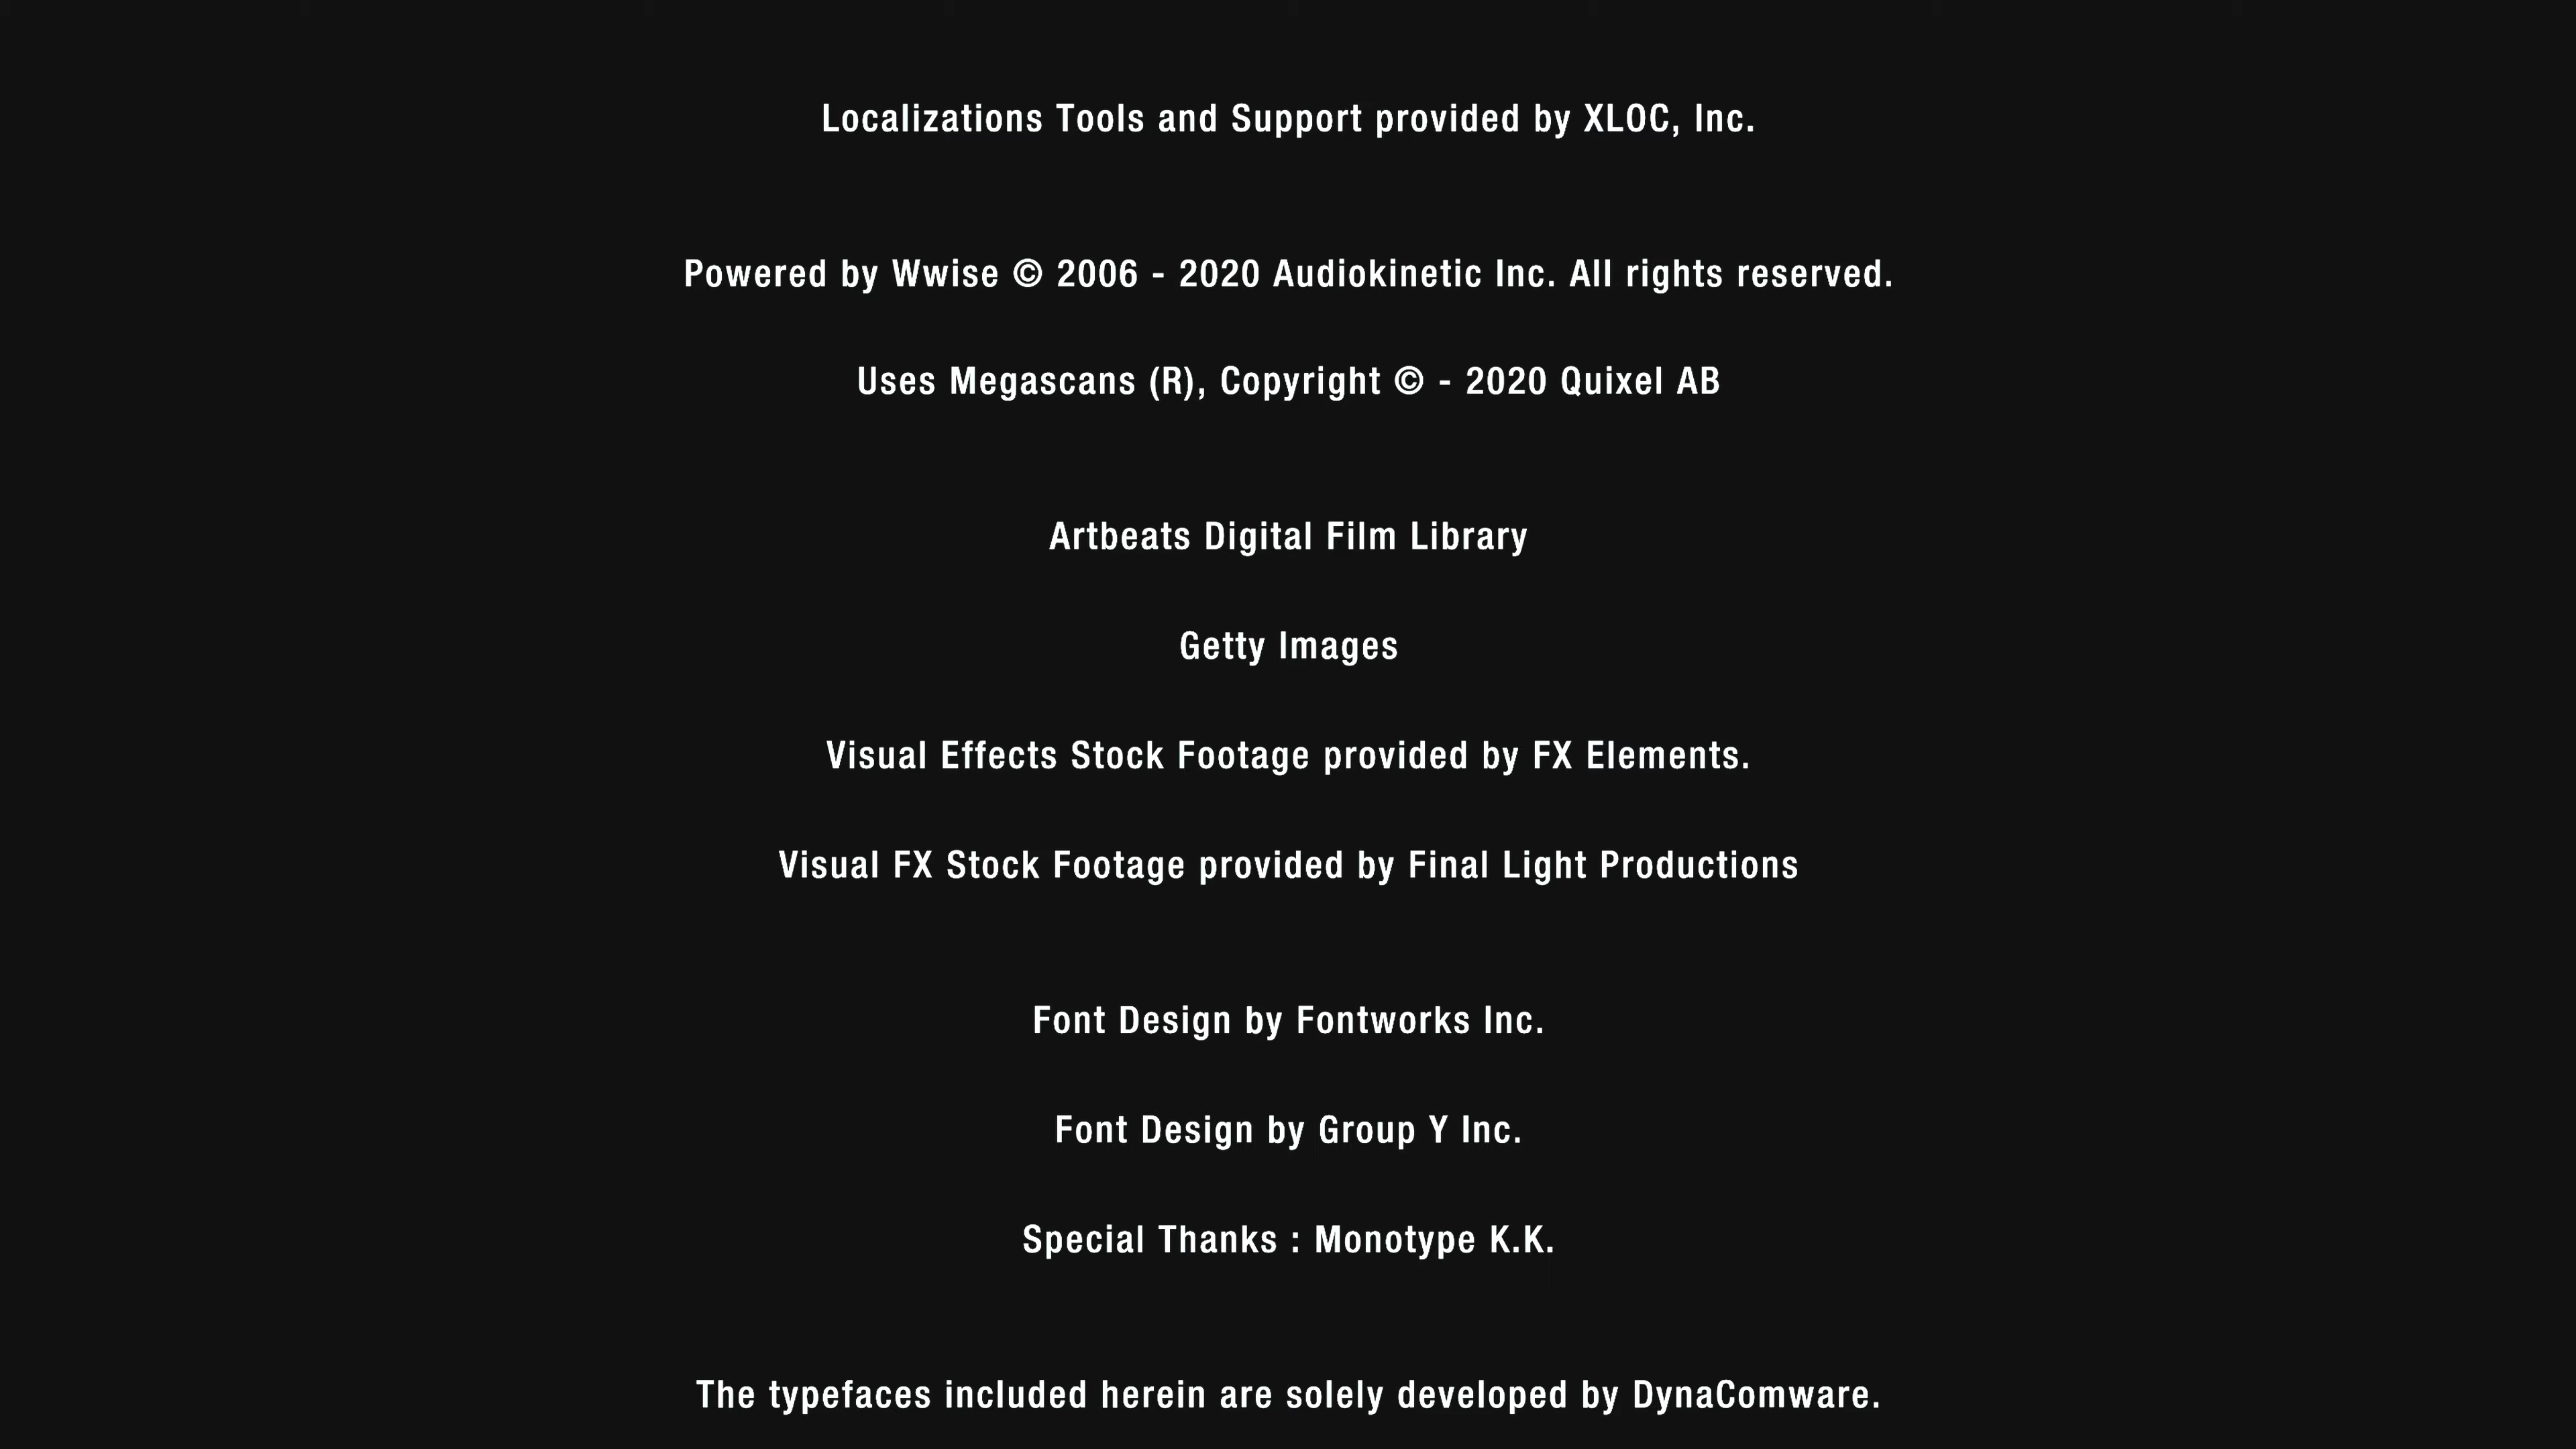 Localizations Tools and Support provided by XLOC, Inc.
Powered by Wwise © 2006 - 2020 Audiokinetic Inc. All rights reserved.
Uses Megascans (R), Copyright © - 2020 Quixel AB
Artbeats Digital Film Library
Getty Images
Visual Effects Stock Footage provided by FX Elements.
Visual FX Stock Footage provided by Final Light Productions
Font Design by Fontworks Inc.
Font Design by Group Y Inc.
Special Thanks : Monotype K.K.
The typefaces included herein are solely developed by DynaComware.